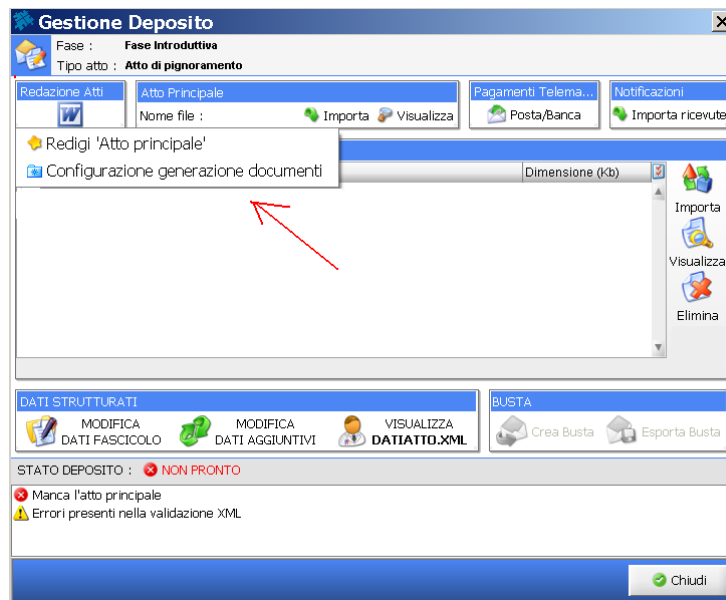 Gestione Deposito
Fase : Fase Introduttiva
Tipo atto : Atto di pignoramento
Redazione Atti
Atto Principale
Pagamenti Telema...
Notificazioni
Nome file :
Importa
Visualizza
Posta/Banca
Importa ricevute
Redigi 'Atto principale'
Configurazione generazione documenti
Dimensione (Kb)
Importa
Visualizza
Elimina
DATI STRUTTURATI
BUSTA
MODIFICA
DATI FASCICOLO
MODIFICA
DATI AGGIUNTIVI
VISUALIZZA
DATIATTO.XML
Crea Busta
Esporta Busta
STATO DEPOSITO : NON PRONTO
Manca l'atto principale
Errori presenti nella validazione XML
Chiudi